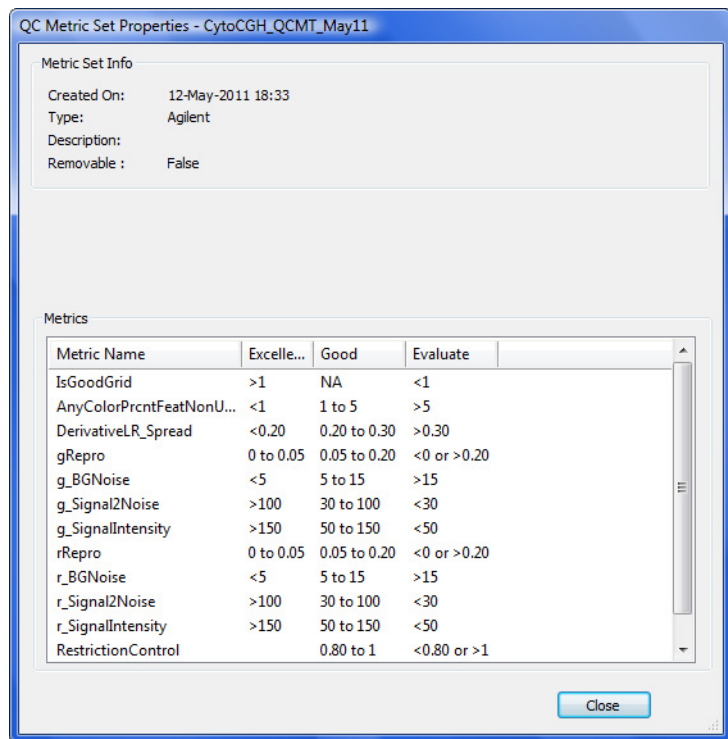 QC Metric Set Properties - CytoCGH_QCMT_May11
Metric Set Info
Created On: 12-May-2011 18:33
Type: Agilent
Description:
Removable : False
Metrics
Metric Name Excelle... Good Evaluate
IsGoodGrid >1 NA <1
AnyColorPrcntFeatNonU... <1 1 to 5 >5
DerivativeLR_Spread <0.20 0.20 to 0.30 >0.30
gRepro 0 to 0.05 0.05 to 0.20 <0 or >0.20
g_BGNoise <5 5 to 15 >15
g_Signal2Noise >100 30 to 100 <30
g_SignalIntensity >150 50 to 150 <50
rRepro 0 to 0.05 0.05 to 0.20 <0 or >0.20
r_BGNoise <5 5 to 15 >15
r_Signal2Noise >100 30 to 100 <30
r_SignalIntensity >150 50 to 150 <50
RestrictionControl 0.80 to 1 <0.80 or >1
Close